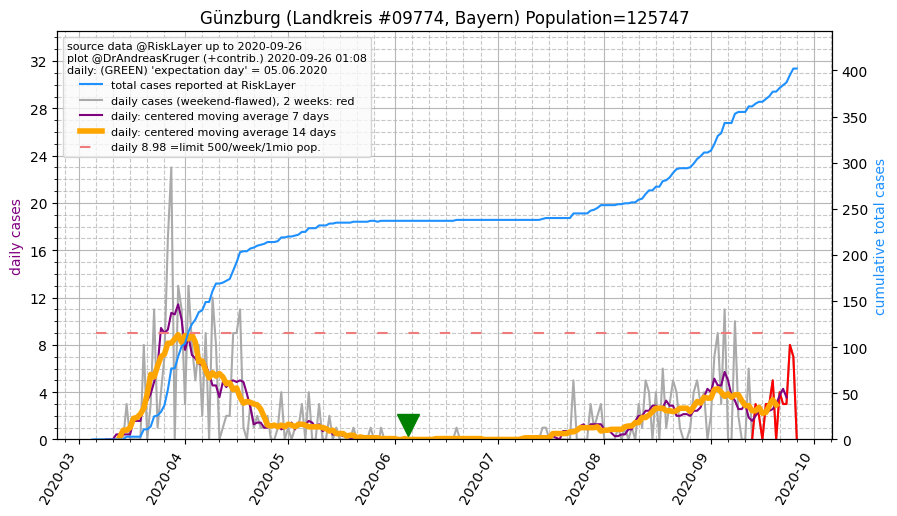 Günzburg (Landkreis #09774, Bayern) Population=125747
source data @RiskLayer up to 2020-09-26
plot @DrAndreasKruger (+contrib.) 2020-09-26 01:08
daily: (GREEN) 'expectation day' = 05.06.2020
total cases reported at RiskLayer
daily cases (weekend-flawed), 2 weeks: red
daily: centered moving average 7 days
daily: centered moving average 14 days
daily 8.98 =limit 500/week/1mio pop.
daily cases
32
28
24
20
16
12
8
4
0
cumulative total cases
400
350
300
250
200
150
100
50
0
2020-03
2020-04
2020-05
2020-06
2020-07
2020-08
2020-09
2020-10